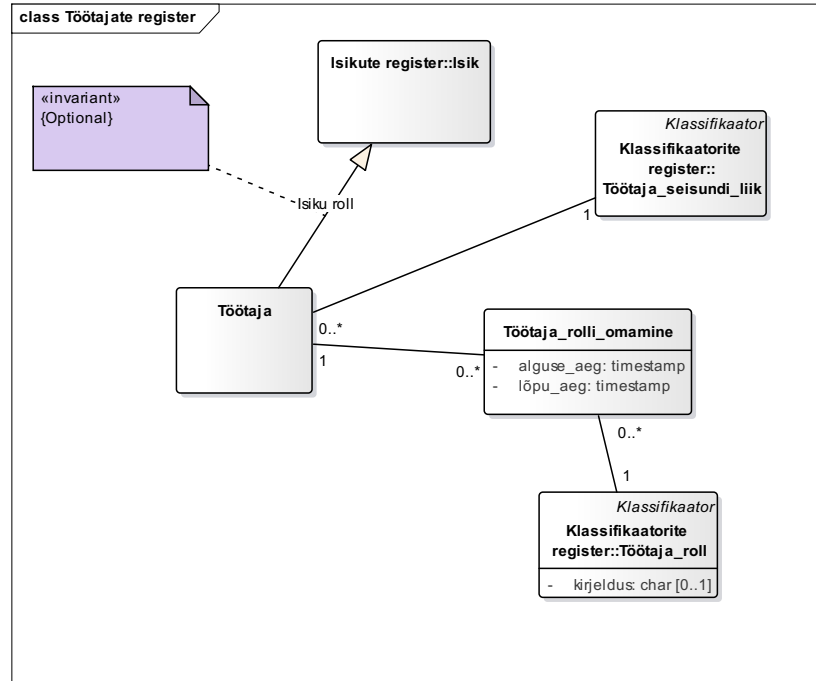 class Töötajate register
«invariant»
{Optional}
Isikute register::Isik
Klassifikaator
Klassifikaatorite
register::
Töötaja_seisundi_liik
Isiku roll
1
Töötaja
0..*
1
0..*
Töötaja_rolli_omamine
- alguse_aeg: timestamp
- lõpu_aeg: timestamp
0..*
1
Klassifikaator
Klassifikaatorite
register::Töötaja_roll
- kirjeldus: char [0..1]